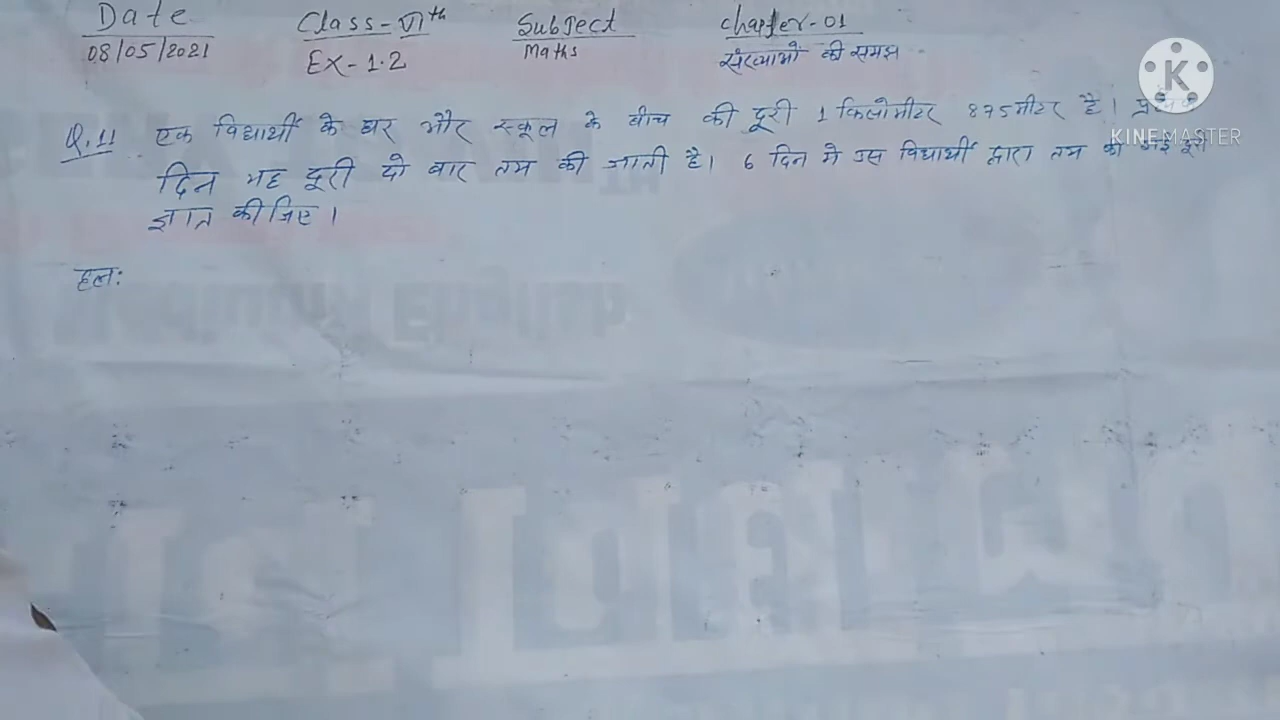 Date Class-VIth Subject Chapter-01
08/05/2021 Ex-1.2 Maths संख्याओं की समझ
Q.11 एक विद्यार्थी के घर और स्कूल के बीच की दूरी 1 किलोमीटर 875 मीटर है। प्रत्येक
दिन यह दूरी दो बार तय की जाती है। 6 दिन में उस विद्यार्थी द्वारा तय की गई दूरी
ज्ञात कीजिए।
हल:
K
KINEMASTER